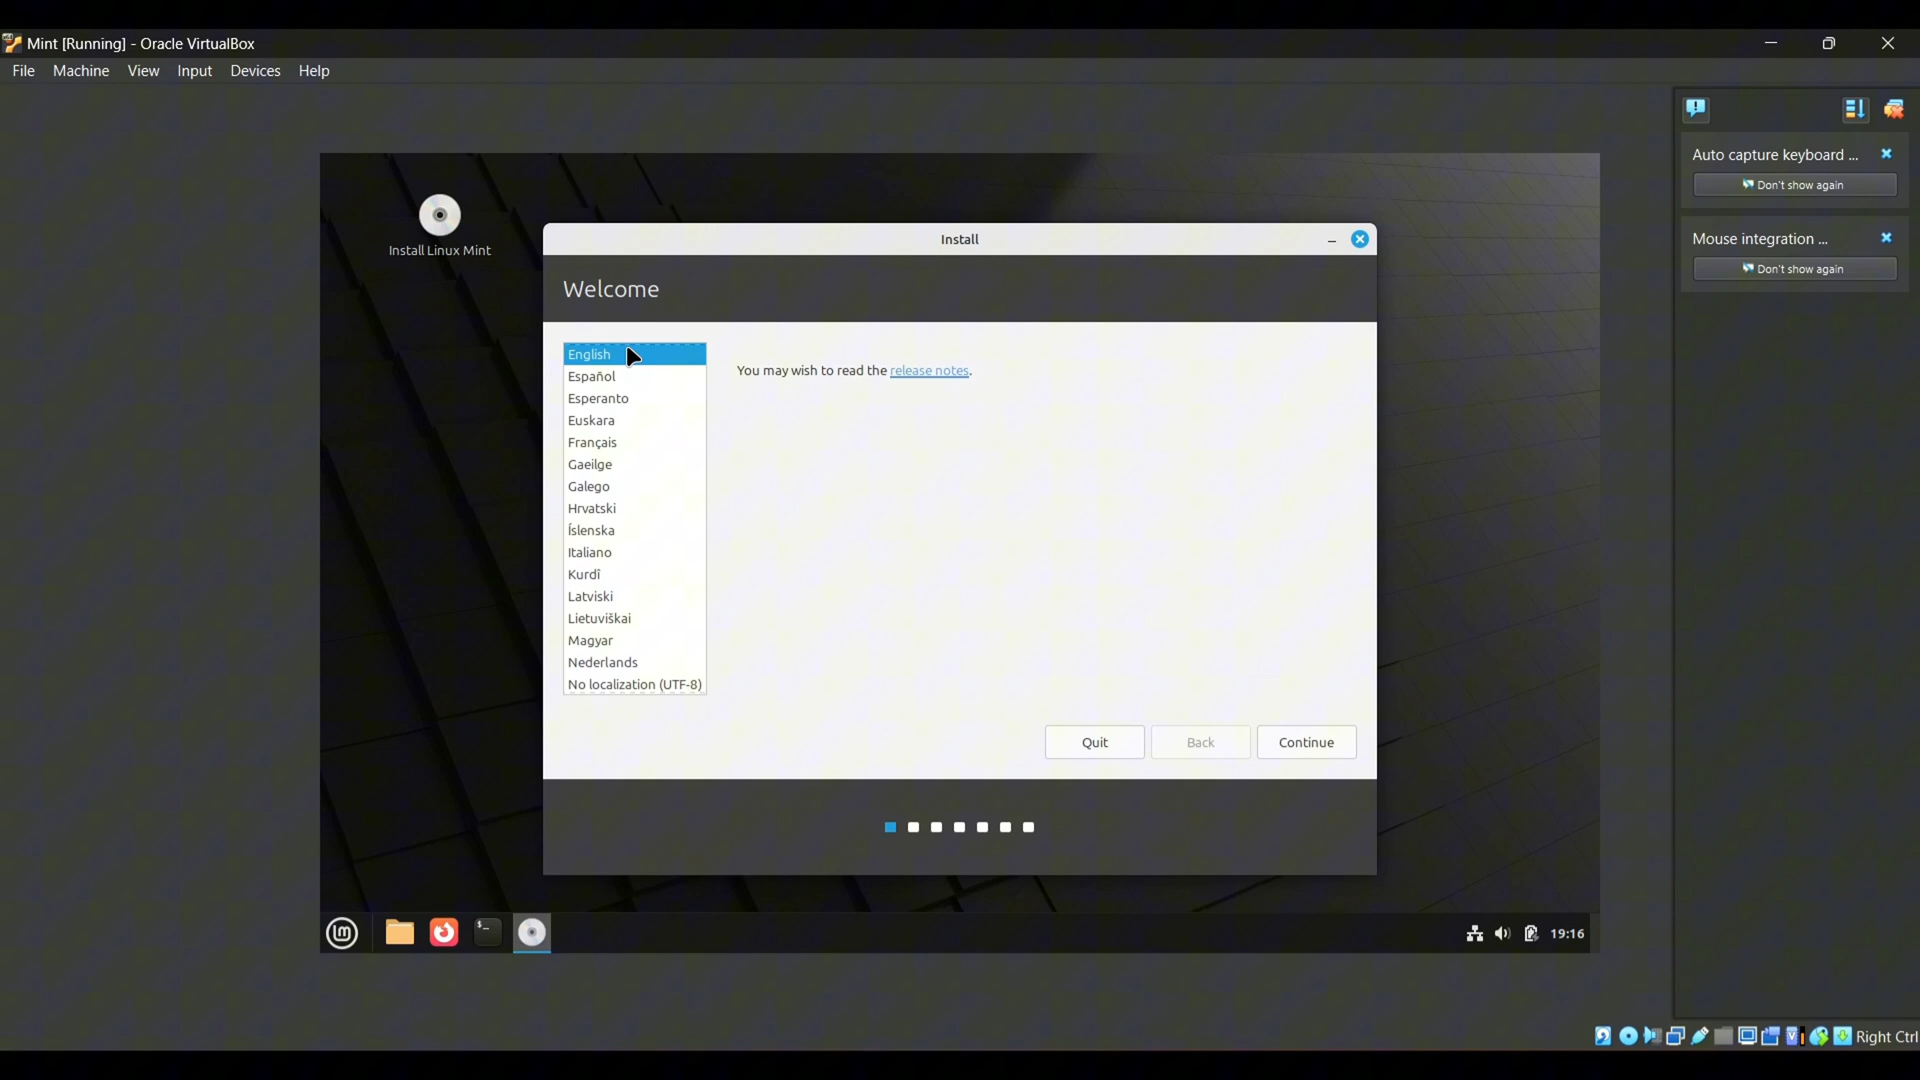 Mint [Running] - Oracle VirtualBox
File Machine View Input Devices Help
Auto capture keyboard ...
Don't show again
Mouse integration ...
Don't show again
Install Linux Mint
Install
Welcome
English
Español
Esperanto
Euskara
Français
Gaeilge
Galego
Hrvatski
Íslenska
Italiano
Kurdî
Latviski
Lietuviškai
Magyar
Nederlands
No localization (UTF-8)
You may wish to read the release notes.
Quit Back Continue
19:16
Right Ctrl